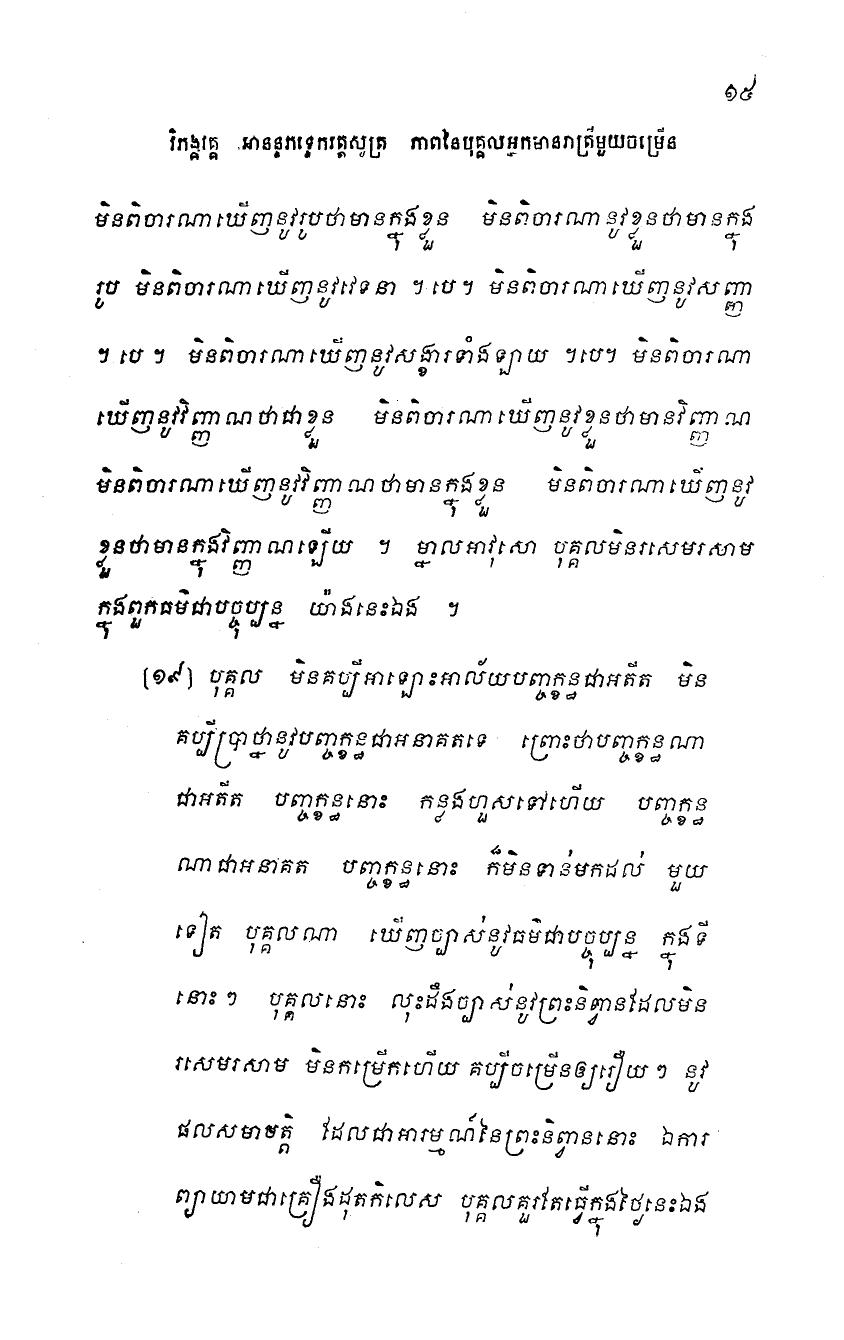 ១៥
វិភង្គវគ្គ អានន្ទភទ្ទេករត្តសូត្រ ភាពនៃបុគ្គលអ្នកមានរាត្រីមួយចម្រើន
មិនពិចារណាឃើញនូវរូបថាមានក្នុងខ្លួន មិនពិចារណានូវខ្លួនថាមានក្នុង
រូប មិនពិចារណាឃើញនូវវេទនា ។ បេ ។ មិនពិចារណាឃើញនូវសញ្ញា
។ បេ ។ មិនពិចារណាឃើញនូវសង្ខារទាំងឡាយ ។ បេ ។ មិនពិចារណា
ឃើញនូវវិញ្ញាណថាជាខ្លួន មិនពិចារណាឃើញនូវខ្លួនថាមានវិញ្ញាណ
មិនពិចារណាឃើញនូវវិញ្ញាណថាមានក្នុងខ្លួន មិនពិចារណាឃើញនូវ
ខ្លួនថាមានក្នុងវិញ្ញាណឡើយ ។ ម្នាលអាវុសោ បុគ្គលមិនរសេមរសាម
ក្នុងពួកធម៌ជាបច្ចុប្បន្ន យ៉ាងនេះឯង ។
(១៩) បុគ្គល មិនគប្បីអាឡោះអាល័យបញ្ចក្ខន្ធជាអតីត មិន
គប្បីប្រាថ្នានូវបញ្ចក្ខន្ធជាអនាគតទេ ព្រោះថាបញ្ចក្ខន្ធណា
ជាអតីត បញ្ចក្ខន្ធនោះ កន្លងហួសទៅហើយ បញ្ចក្ខន្ធ
ណាជាអនាគត បញ្ចក្ខន្ធនោះ ក៏មិនទាន់មកដល់ មួយ
ទៀត បុគ្គលណា ឃើញច្បាស់នូវធម៌ជាបច្ចុប្បន្ន ក្នុងទី
នោះ ៗ បុគ្គលនោះ លុះដឹងច្បាស់នូវព្រះនិព្វានដែលមិន
រសេមរសាម មិនកម្រើកហើយ គប្បីចម្រើនឲ្យរឿយ ៗ នូវ
ផលសមាបត្តិ ដែលជាអារម្មណ៍នៃព្រះនិព្វាននោះ ឯការ
ព្យាយាមជាគ្រឿងដុតកិលេស បុគ្គលគួរតែធ្វើក្នុងថ្ងៃនេះឯង